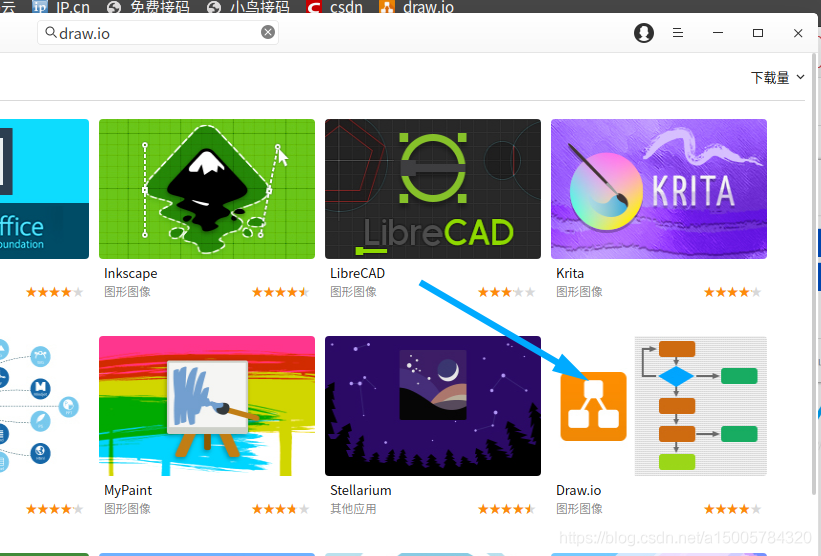 云 IP.cn 免费接码 小鸟接码 csdn draw.io
draw.io
下载量
ffice
oundation
KRITA
LibreCAD
Inkscape
LibreCAD
Krita
图形图像
图形图像
图形图像
MyPaint
Stellarium
Draw.io
图形图像
其他应用
图形图像
https://blog.csdn.net/a15005784320